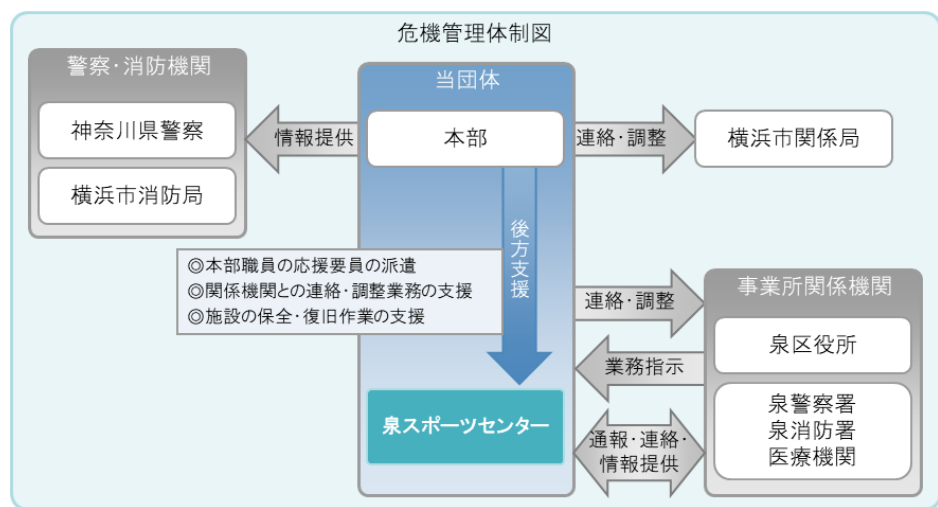 危機管理体制図
警察・消防機関
神奈川県警察
横浜市消防局
情報提供
当団体
本部
連絡・調整
横浜市関係局
後方支援
◎本部職員の応援要員の派遣
◎関係機関との連絡・調整業務の支援
◎施設の保全・復旧作業の支援
泉スポーツセンター
連絡・調整
業務指示
通報・連絡・
情報提供
事業所関係機関
泉区役所
泉警察署
泉消防署
医療機関